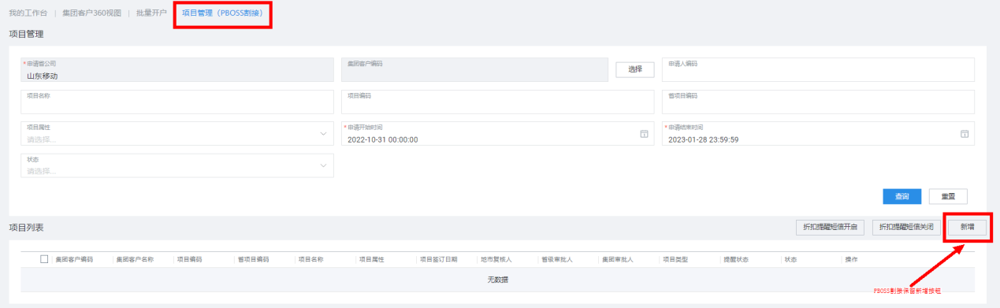 我的工作台 | 集团客户360视图 | 批量开户 项目管理（PBOSS割接）
项目管理
*申请省公司 集团客户编码 选择 申请人编码
山东移动
项目名称 项目编码 省项目编码
项目属性 *申请开始时间 *申请结束时间
请选择... 2022-10-31 00:00:00 2023-01-28 23:59:59
状态
请选择...
查询 重置
项目列表 折扣提醒短信开启 折扣提醒短信关闭 新增
集团客户编码 集团客户名称 项目编码 省项目编码 项目名称 项目属性 项目签订日期 地市复核人 省级审批人 集团审批人 项目类型 提醒状态 状态 操作
无数据
PBOSS割接保留新增按钮